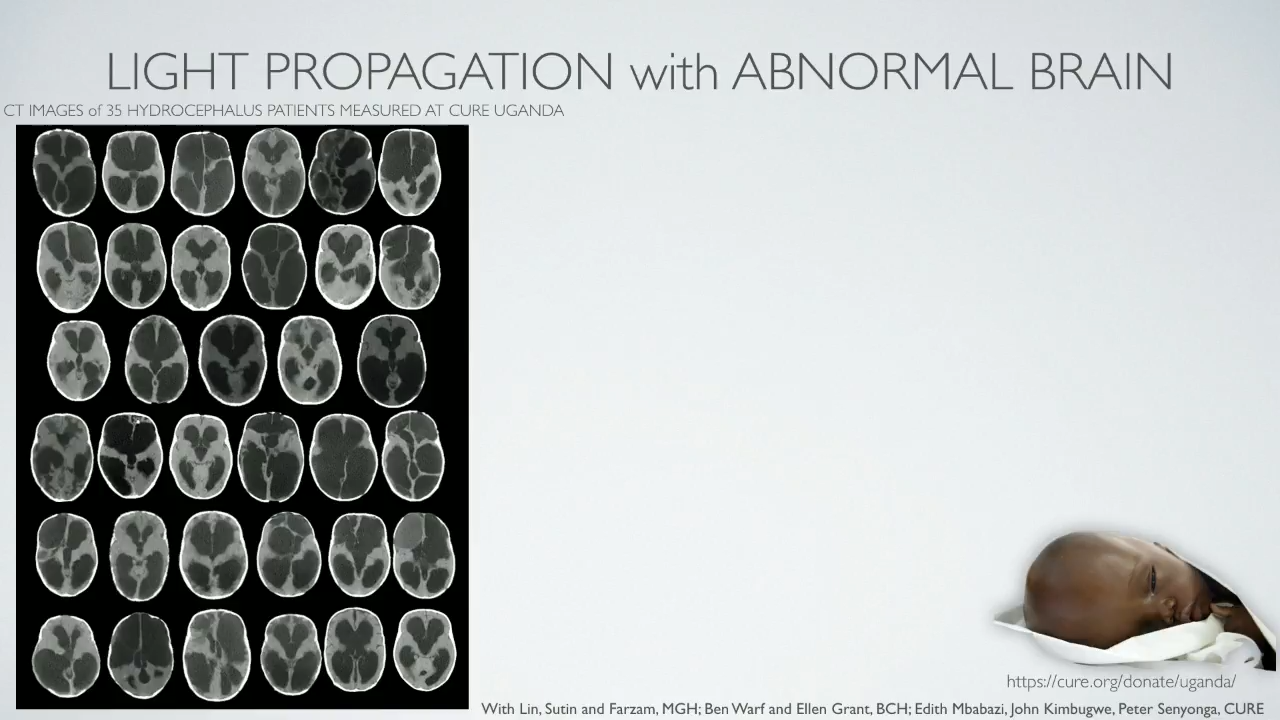 LIGHT PROPAGATION with ABNORMAL BRAIN
CT IMAGES of 35 HYDROCEPHALUS PATIENTS MEASURED AT CURE UGANDA
https://cure.org/donate/uganda/
With Lin, Sutin and Farzam, MGH; Ben Warf and Ellen Grant, BCH; Edith Mbabazi, John Kimbugwe, Peter Senyonga, CURE